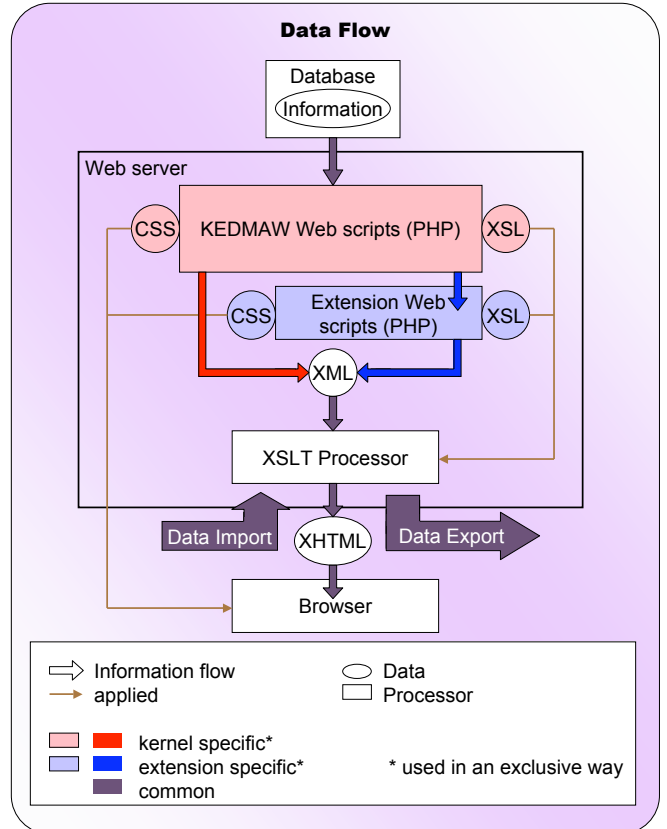 Data Flow
Database
Information
Web server
CSS
KEDMAW Web scripts (PHP)
XSL
CSS
Extension Web
scripts (PHP)
XSL
XML
XSLT Processor
Data Import
XHTML
Data Export
Browser
Information flow
Data
applied
Processor
kernel specific*
extension specific*
* used in an exclusive way
common